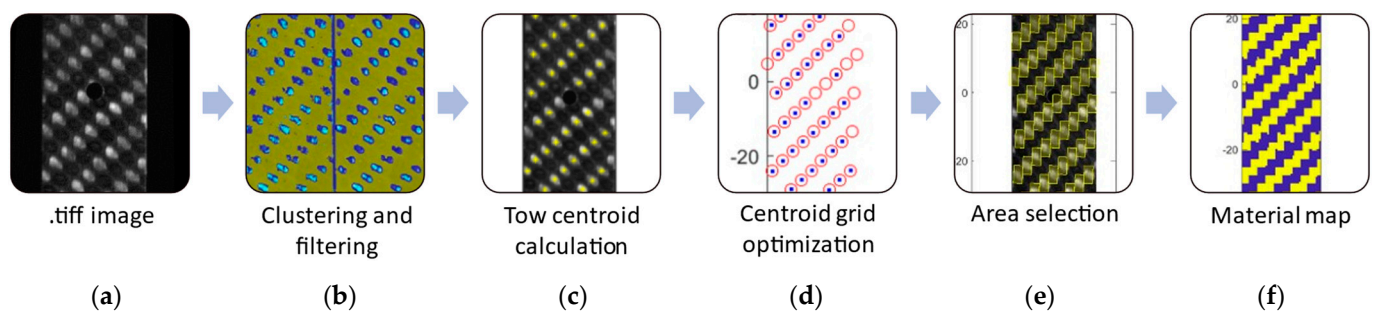 0
-20
20
0
20
20
0
-20
.tiff image
Clustering and
filtering
Tow centroid
calculation
Centroid grid
optimization
Area selection
Material map
(a)
(b)
(c)
(d)
(e)
(f)